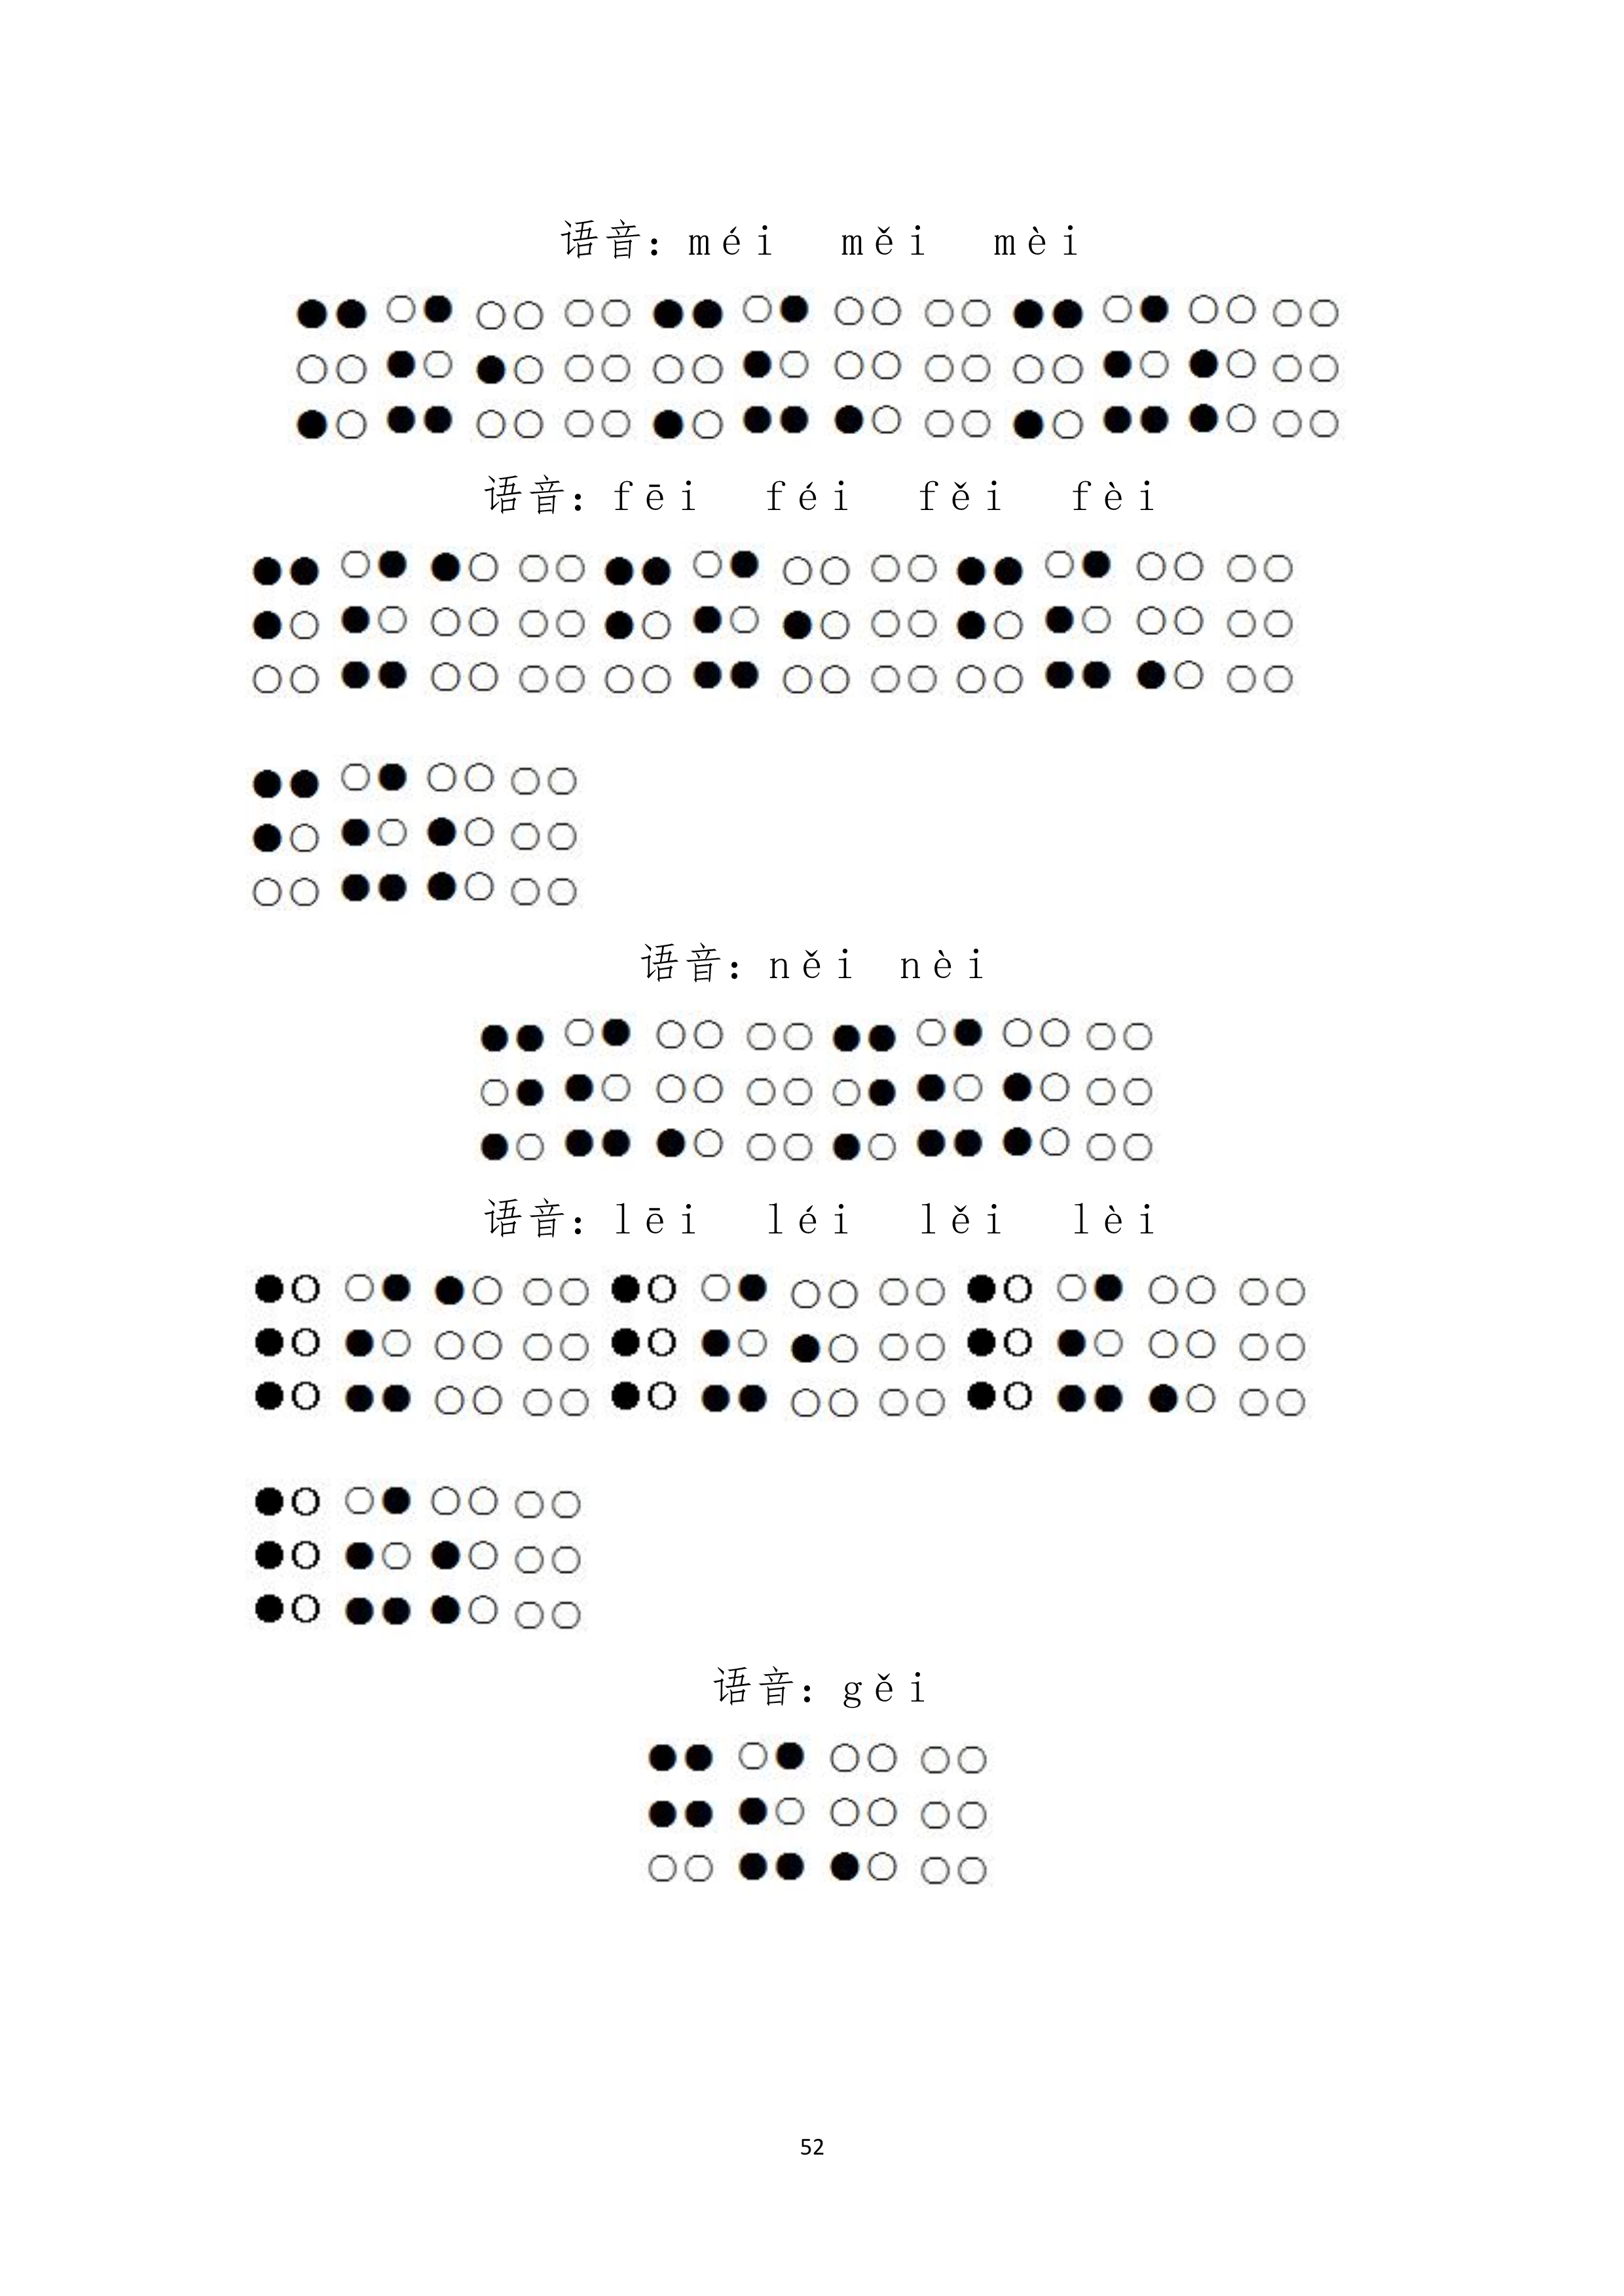 语音：méi měi mèi
⠍⠮⠂⠀⠍⠮⠄⠀⠍⠮⠆⠀
语音：fēi féi fěi fèi
⠋⠮⠁⠀⠋⠮⠂⠀⠋⠮⠄⠀
⠋⠮⠆⠀
语音：něi nèi
⠝⠮⠄⠀⠝⠮⠆⠀
语音：lēi léi lěi lèi
⠇⠮⠁⠀⠇⠮⠂⠀⠇⠮⠄⠀
⠇⠮⠆⠀
语音：gěi
⠛⠮⠄⠀
52